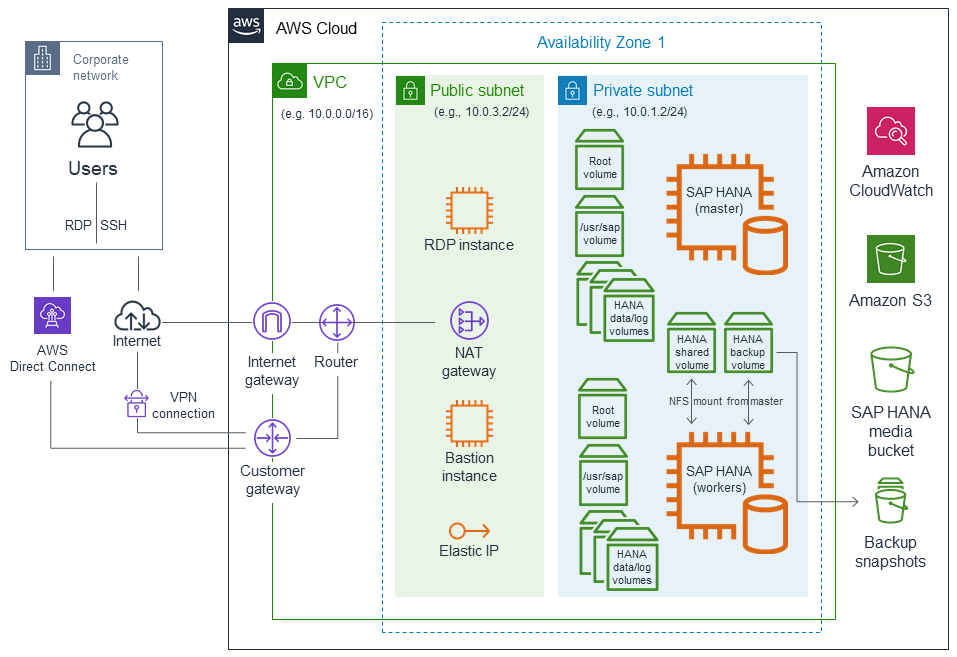 aws
AWS Cloud
Availability Zone 1
Corporate
network
Users
RDP
SSH
AWS
Direct Connect
Internet
VPN
connection
VPC
(e.g. 10.0.0.0/16)
Internet
gateway
Router
Customer
gateway
Public subnet
(e.g., 10.0.3.2/24)
RDP instance
NAT
gateway
Bastion
instance
Elastic IP
Private subnet
(e.g., 10.0.1.2/24)
Root
volume
/usr/sap
volume
HANA
data/log
volumes
SAP HANA
(master)
HANA
shared
volume
HANA
backup
volume
NFS mount from master
Root
volume
/usr/sap
volume
HANA
data/log
volumes
SAP HANA
(workers)
Amazon
CloudWatch
Amazon S3
SAP HANA
media
bucket
Backup
snapshots